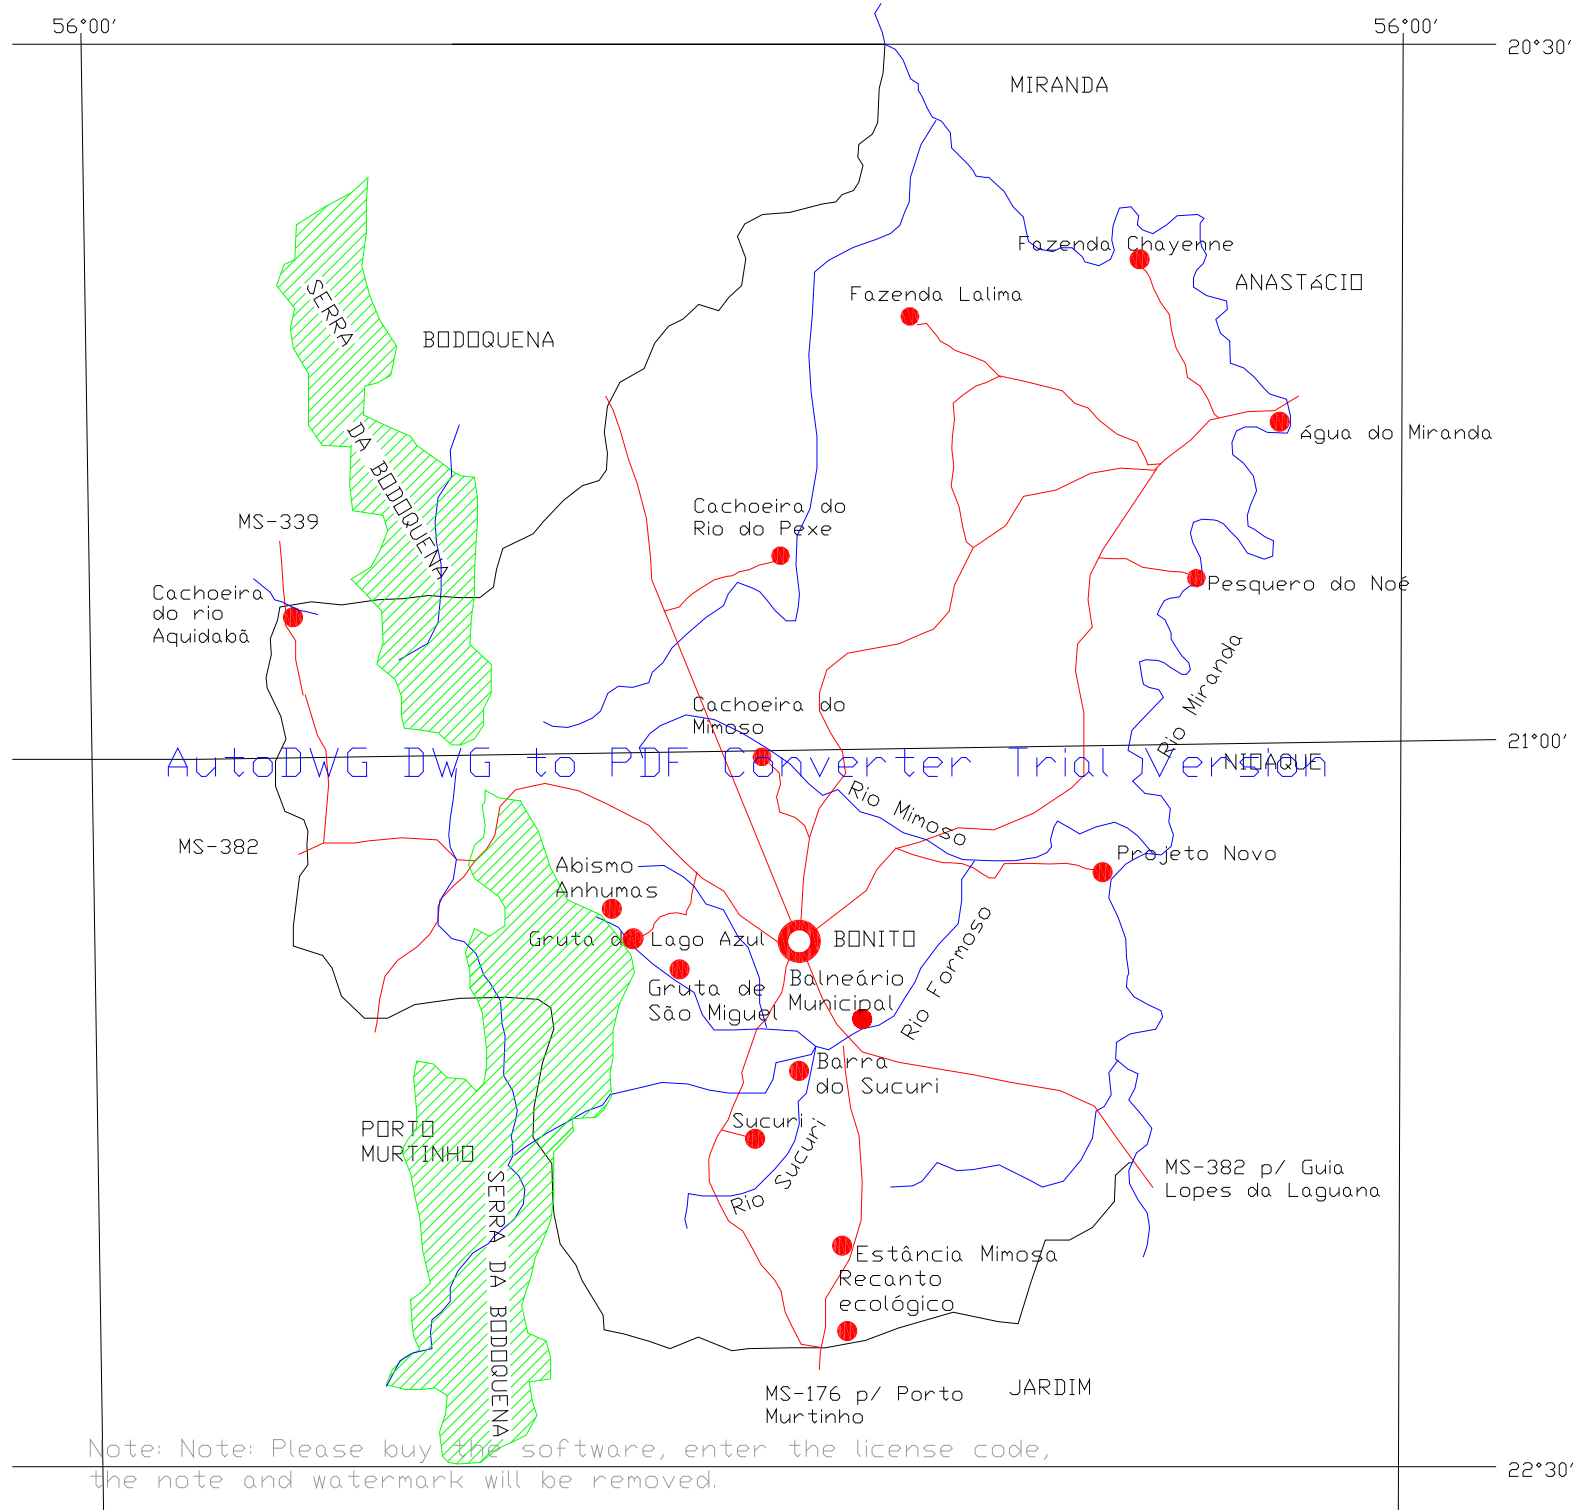 56°00'
56°00'
20°30'
MIRANDA
Fazenda Chayenne
ANASTáCIO
Fazenda Lalima
SERRA
BODOQUENA
DA BODOQUENA
água do Miranda
Cachoeira do
Rio do Pexe
MS-339
Cachoeira
do rio
Aquidabã
Pesquero do Noé
Rio Miranda
Cachoeira do
Mimoso
21°00'
AutoDWG DWG to PDF Converter Trial Version
NIOAQUE
Rio Mimoso
MS-382
Projeto Novo
Abismo
Anhumas
Gruta do Lago Azul
BONITO
Rio Formoso
Gruta de
São Miguel
Balneário
Municipal
Barra
do Sucuri
Sucuri
Rio Sucuri
PORTO
MURTINHO
SERRA DA BODOQUENA
MS-382 p/ Guia
Lopes da Laguana
Estância Mimosa
Recanto
ecológico
MS-176 p/ Porto
Murtinho
JARDIM
Note: Note: Please buy the software, enter the license code,
the note and watermark will be removed.
22°30'